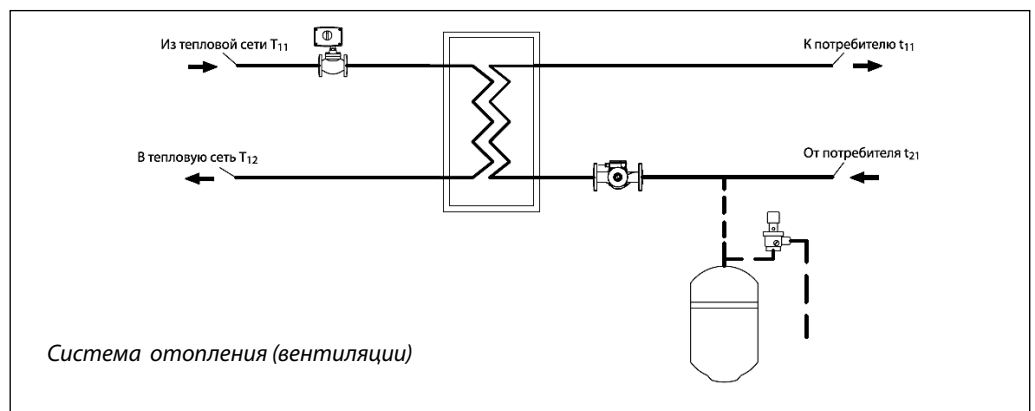 Из тепловой сети T₁₁
К потребителю t₁₁
В тепловую сеть T₁₂
От потребителя t₂₁
Система отопления (вентиляции)